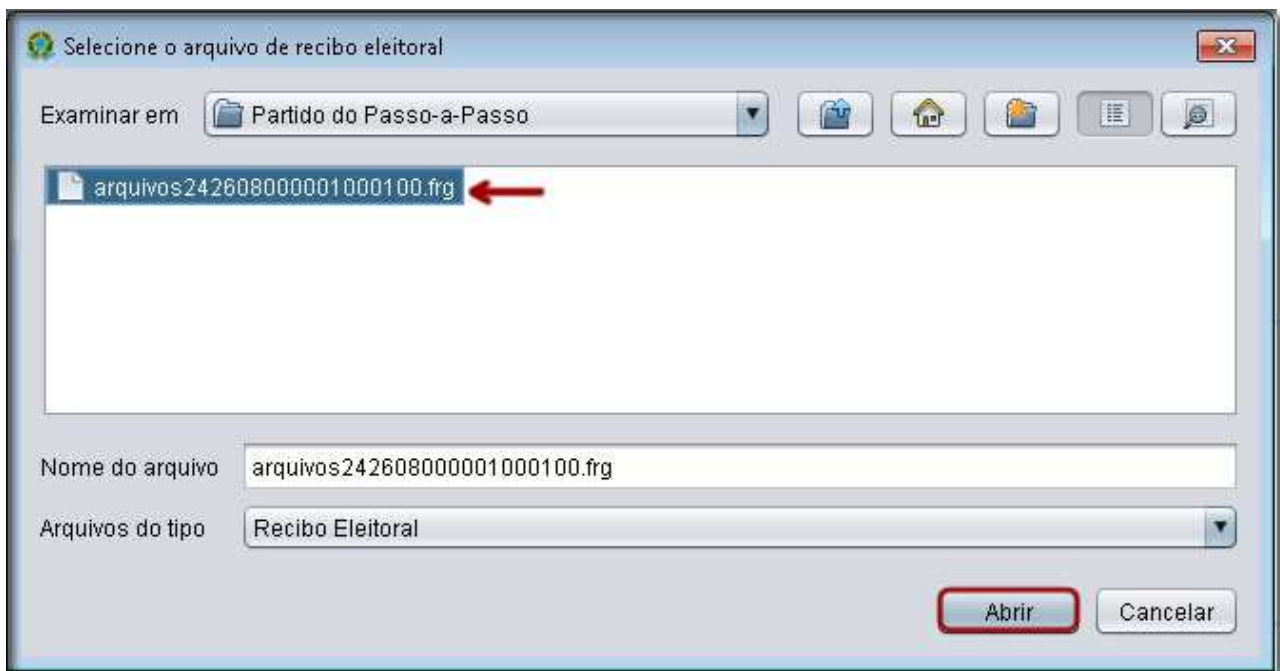 Selecione o arquivo de recibo eleitoral
Examinar em Partido do Passo-a-Passo
arquivos242608000001000100.frg
Nome do arquivo arquivos242608000001000100.frg
Arquivos do tipo Recibo Eleitoral
Abrir Cancelar